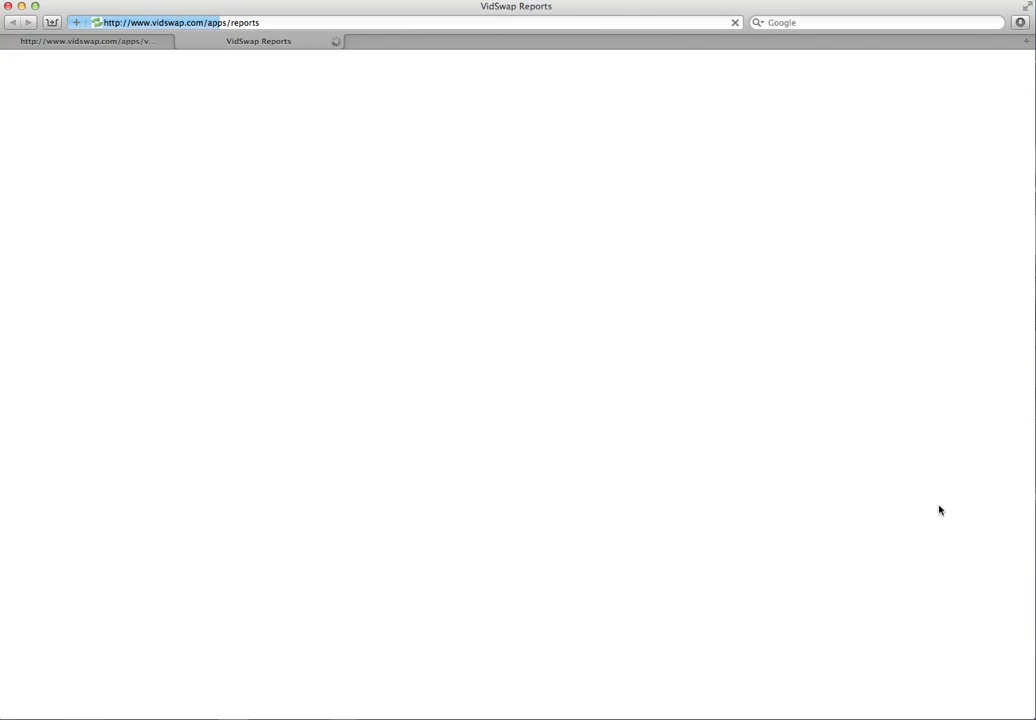 VidSwap Reports
http://www.vidswap.com/apps/reports
Google
http://www.vidswap.com/apps/v...
VidSwap Reports